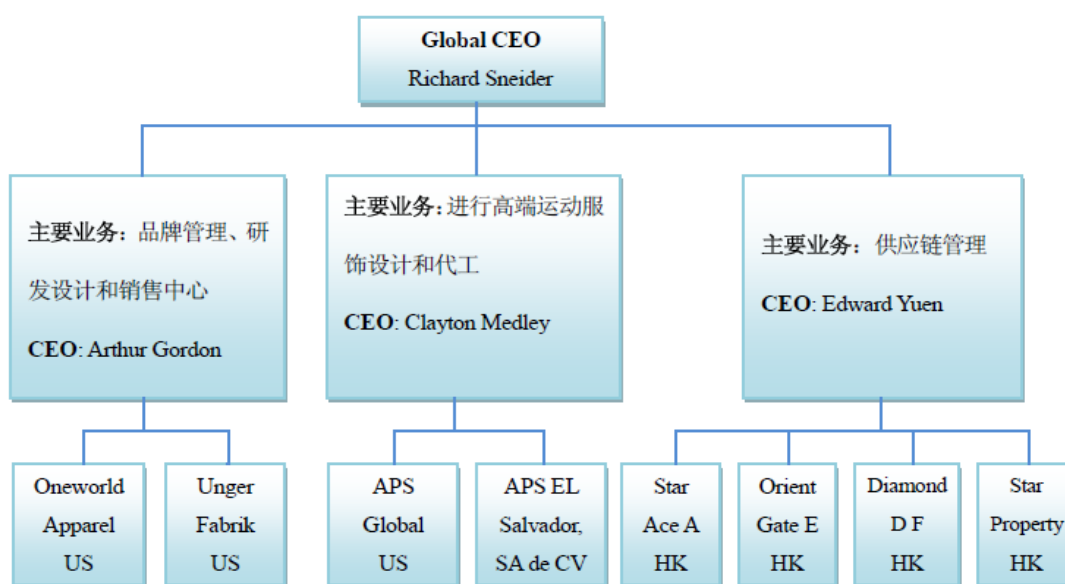 Global CEO
Richard Sneider
主要业务：品牌管理、研
发设计和销售中心
CEO: Arthur Gordon
主要业务:进行高端运动服
饰设计和代工
CEO: Clayton Medley
主要业务：供应链管理
CEO: Edward Yuen
Oneworld
Apparel
US
Unger
Fabrik
US
APS
Global
US
APS EL
Salvador,
SA de CV
Star
Ace A
HK
Orient
Gate E
HK
Diamond
D F
HK
Star
Property
HK